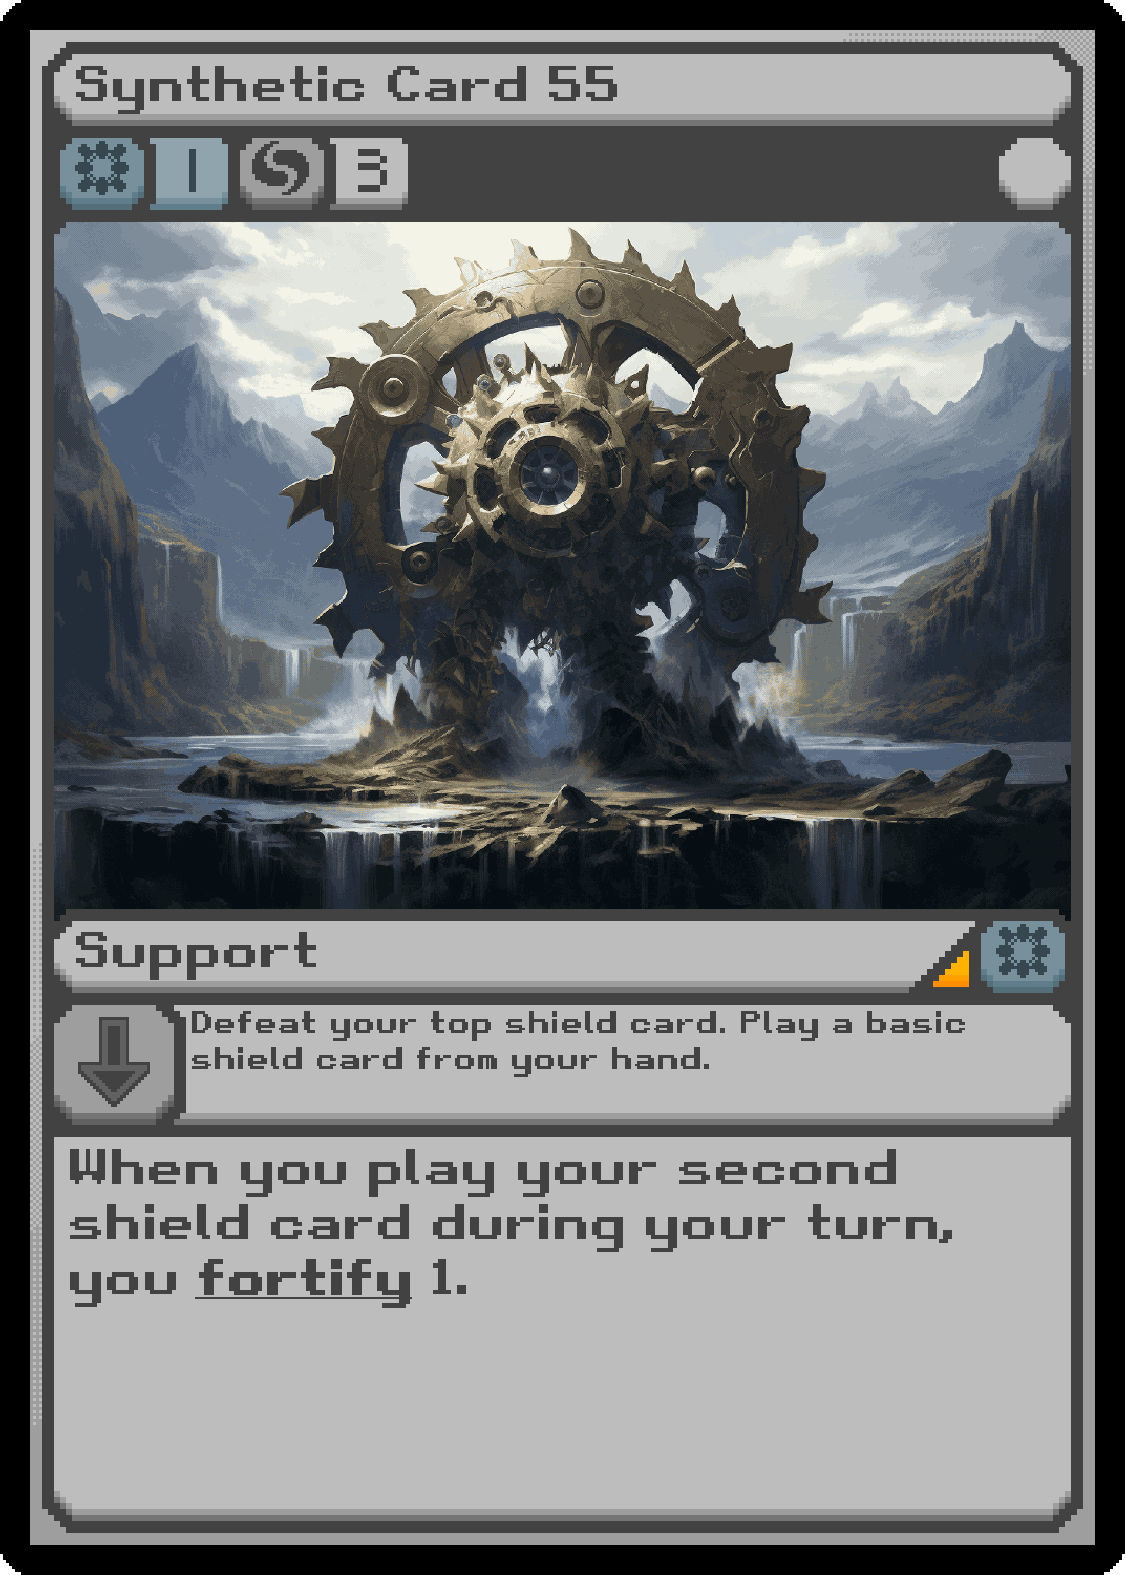 Synthetic Card 55
1 3
Support
Defeat your top shield card. Play a basic
shield card from your hand.
When you play your second
shield card during your turn,
you fortify 1.